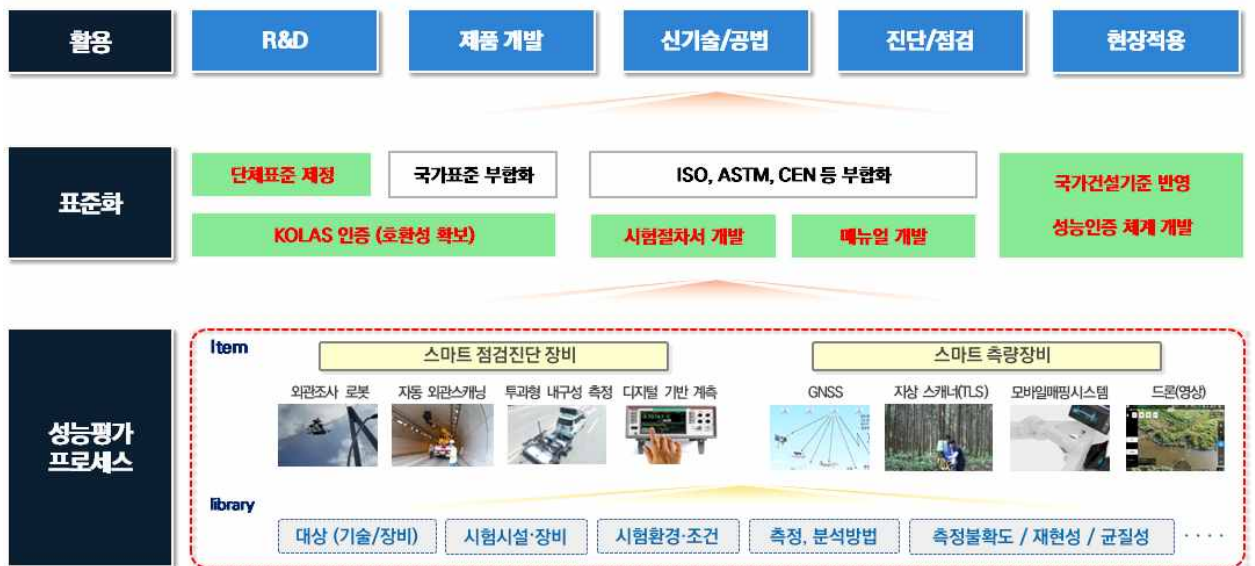 활용
R&D
제품 개발
신기술/공법
진단/점검
현장적용
표준화
단체표준 제정
국가표준 부합화
ISO, ASTM, CEN 등 부합화
국가건설기준 반영
성능인증 체계 개발
KOLAS 인증 (호환성 확보)
시험절차서 개발
매뉴얼 개발
성능평가
프로세스
Item
스마트 점검진단 장비
스마트 측량장비
외관조사 로봇
자동 외관스캐닝
투과형 내구성 측정
디지털 기반 계측
GNSS
지상 스캐너(TLS)
모바일매핑시스템
드론(영상)
library
대상 (기술/장비)
시험시설·장비
시험환경·조건
측정, 분석방법
측정불확도 / 재현성 / 균질성
· · · ·